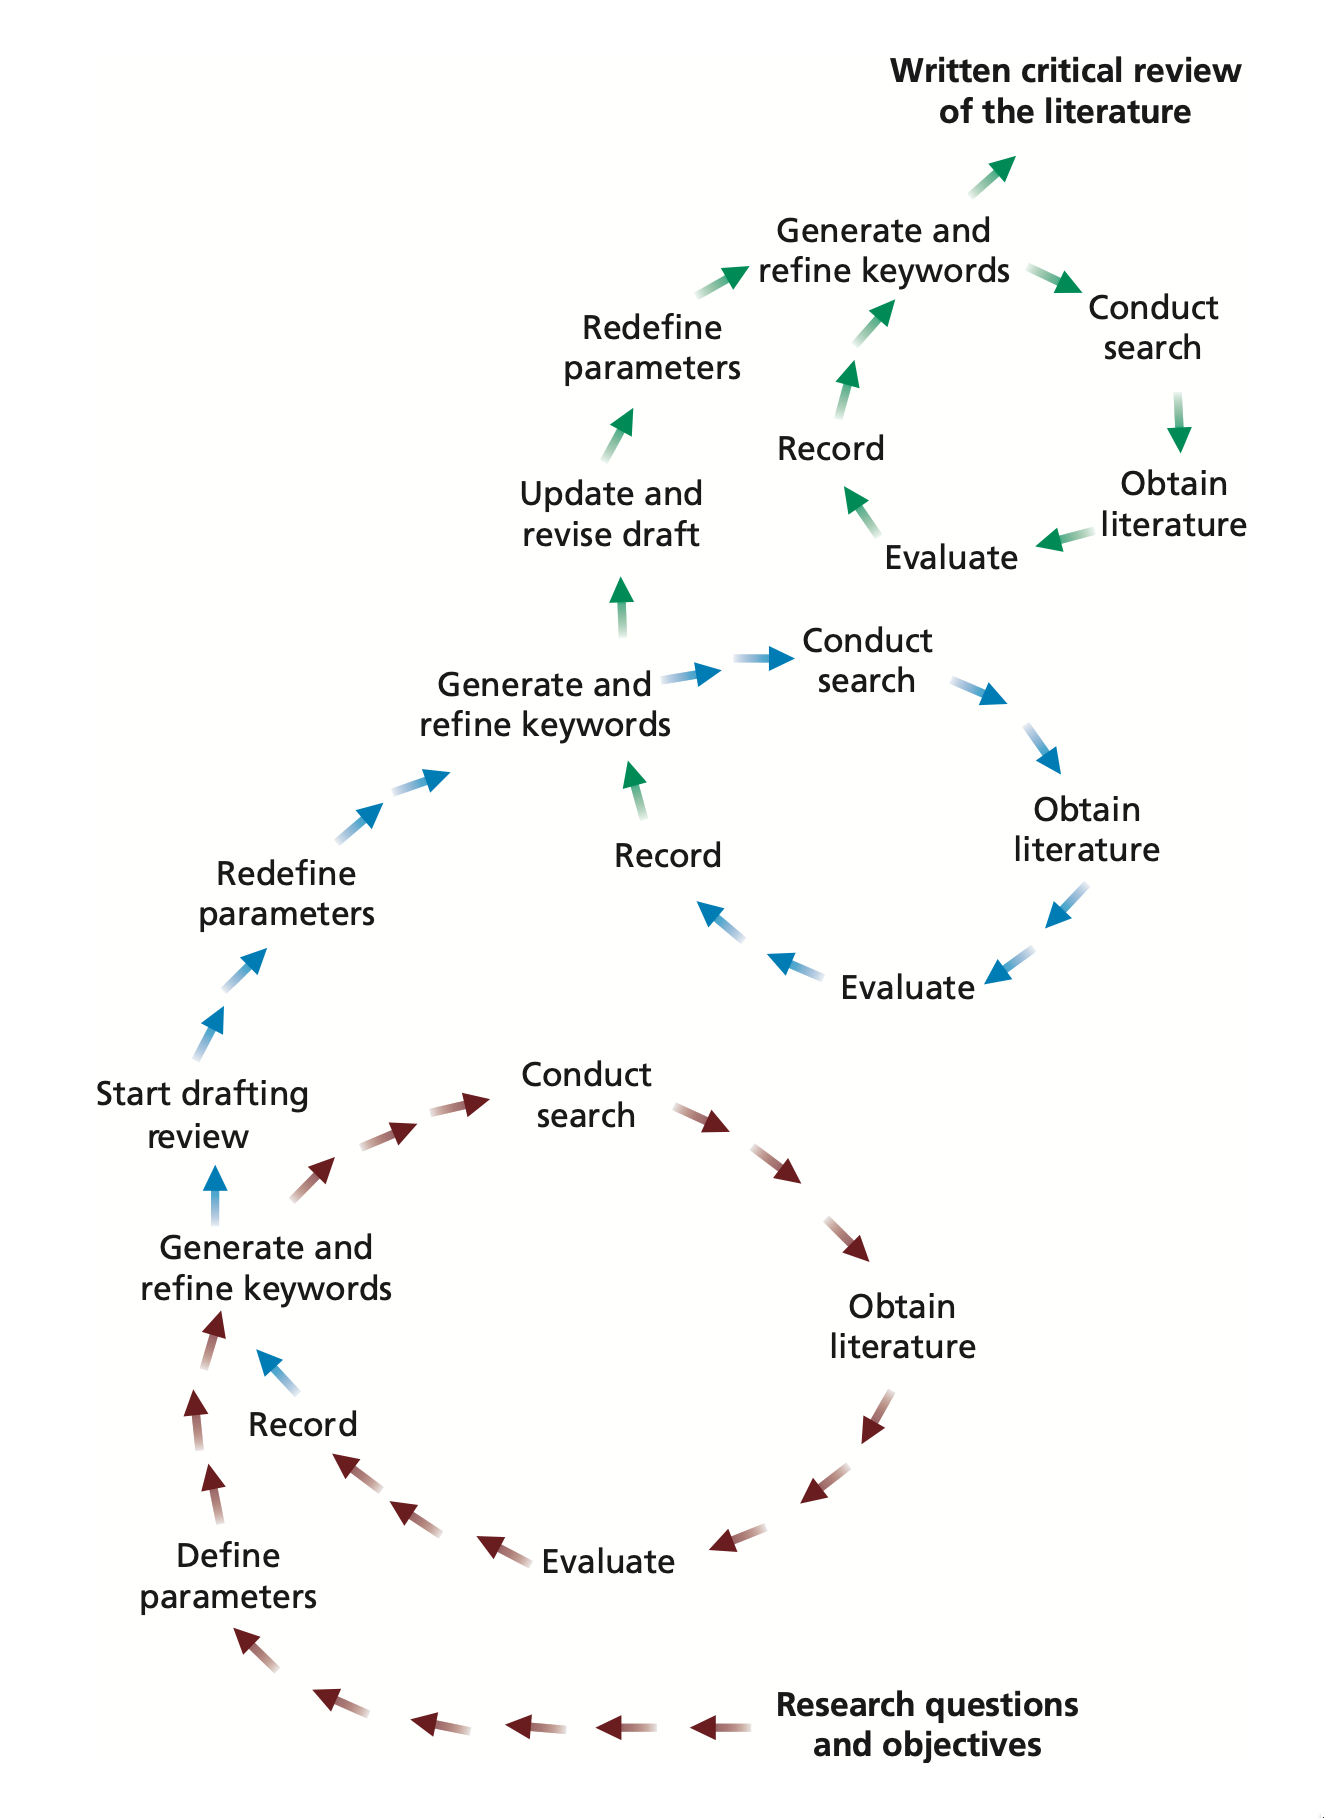 Written critical review
of the literature
Generate and
refine keywords
Conduct
search
Redefine
parameters
Record
Obtain
literature
Update and
revise draft
Evaluate
Conduct
search
Generate and
refine keywords
Obtain
literature
Record
Redefine
parameters
Evaluate
Conduct
search
Start drafting
review
Generate and
refine keywords
Obtain
literature
Record
Evaluate
Define
parameters
Research questions
and objectives